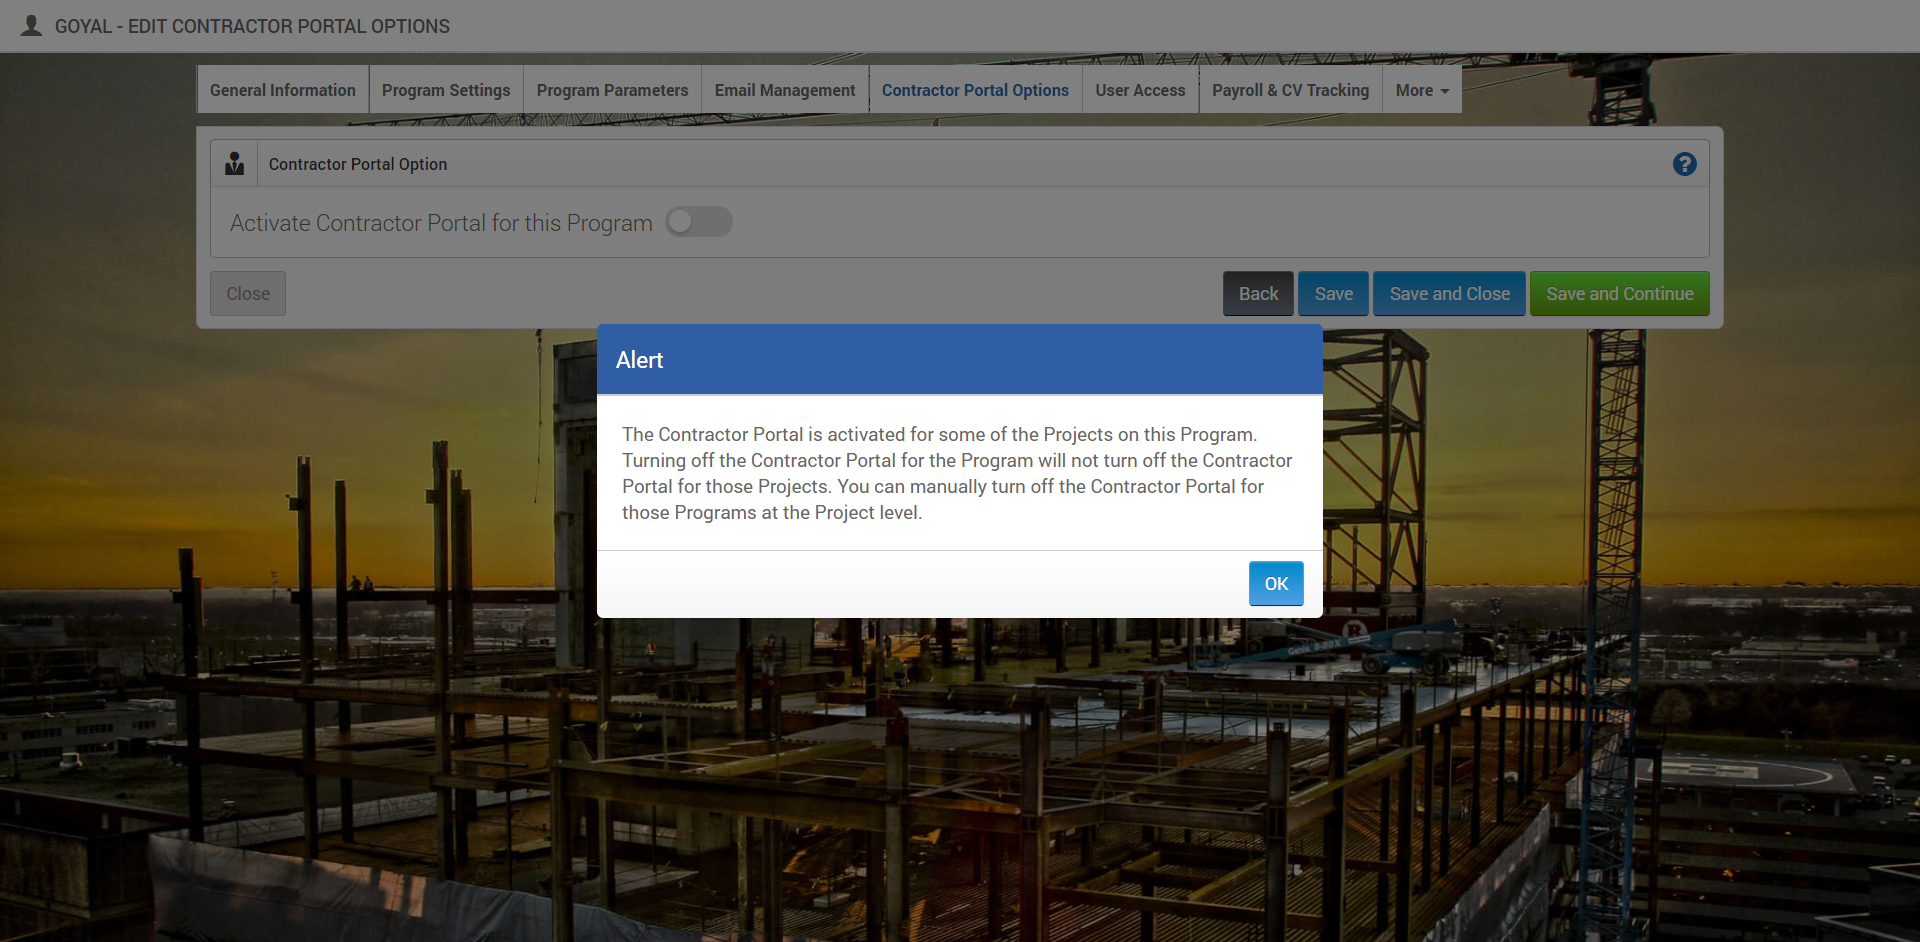 GOYAL - EDIT CONTRACTOR PORTAL OPTIONS
General Information
Program Settings
Program Parameters
Email Management
Contractor Portal Options
User Access
Payroll & CV Tracking
More
Contractor Portal Option
?
Activate Contractor Portal for this Program
Close
Back
Save
Save and Close
Save and Continue
Alert
The Contractor Portal is activated for some of the Projects on this Program.
Turning off the Contractor Portal for the Program will not turn off the Contractor
Portal for those Projects. You can manually turn off the Contractor Portal for
those Programs at the Project level.
OK
Genie